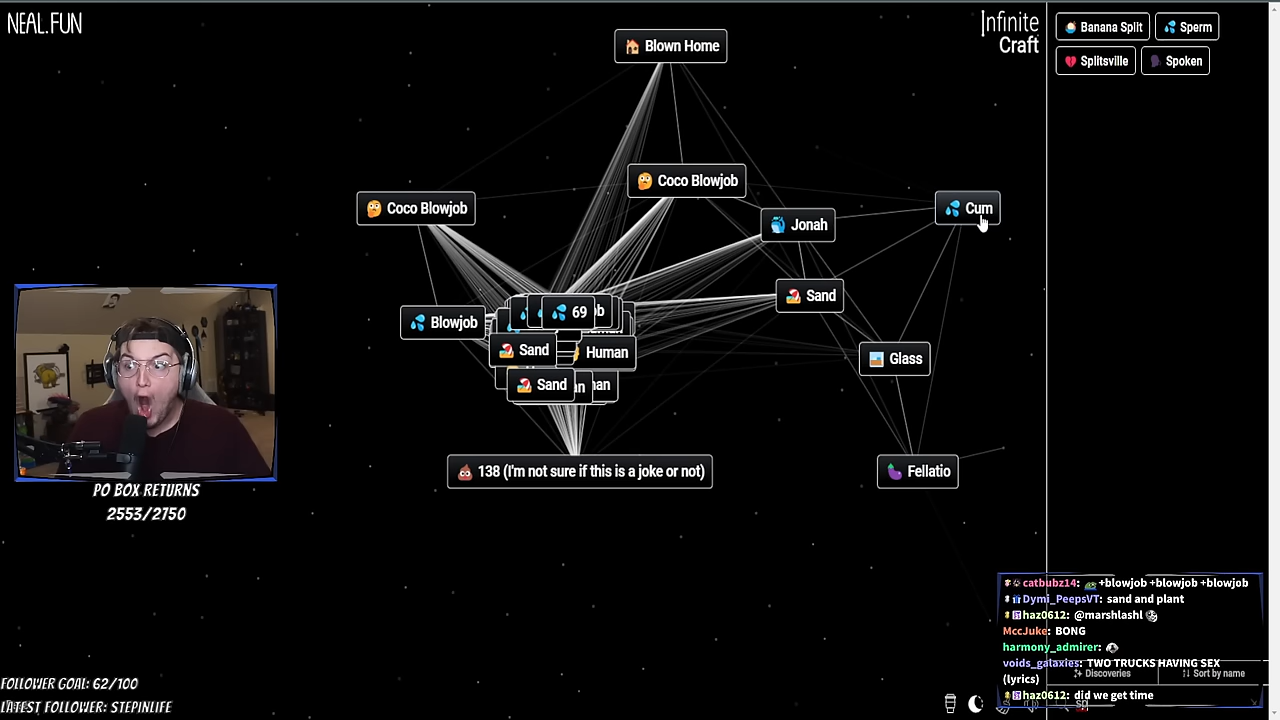 NEAL.FUN
Infinite
Craft
Banana Split
Sperm
Splitsville
Spoken
Blown Home
Coco Blowjob
Coco Blowjob
Cum
Jonah
Sand
Blowjob
69
Sand
Human
Glass
Sand
138 (I'm not sure if this is a joke or not)
Fellatio
PO BOX RETURNS
2553/2750
catbubz14: +blowjob +blowjob +blowjob
Dymi_PeepsVT: sand and plant
haz0612: @marshlashl
MccJuke: BONG
harmony_admirer:
voids_galaxies: TWO TRUCKS HAVING SEX
(lyrics)
Discoveries
Sort by name
haz0612: did we get time
sp
FOLLOWER GOAL: 62/100
LATEST FOLLOWER: STEPINLIFE